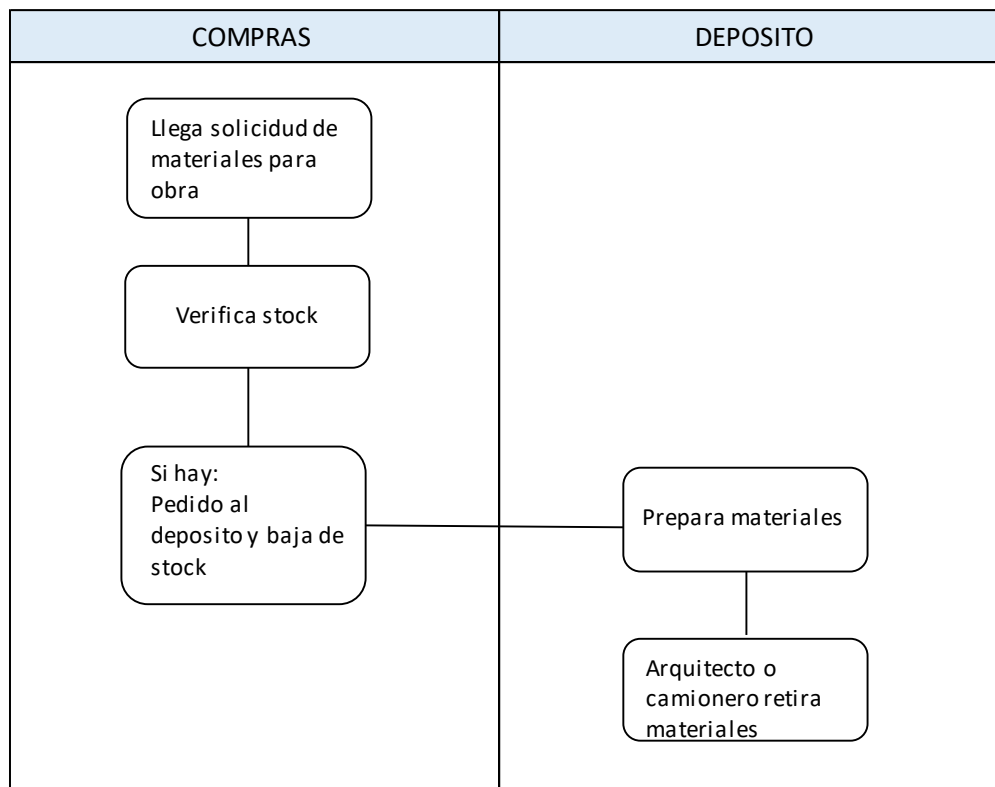 COMPRAS
DEPOSITO
Llega solicidud de
materiales para
obra
Verifica stock
Si hay:
Pedido al
deposito y baja de
stock
Prepara materiales
Arquitecto o
camionero retira
materiales